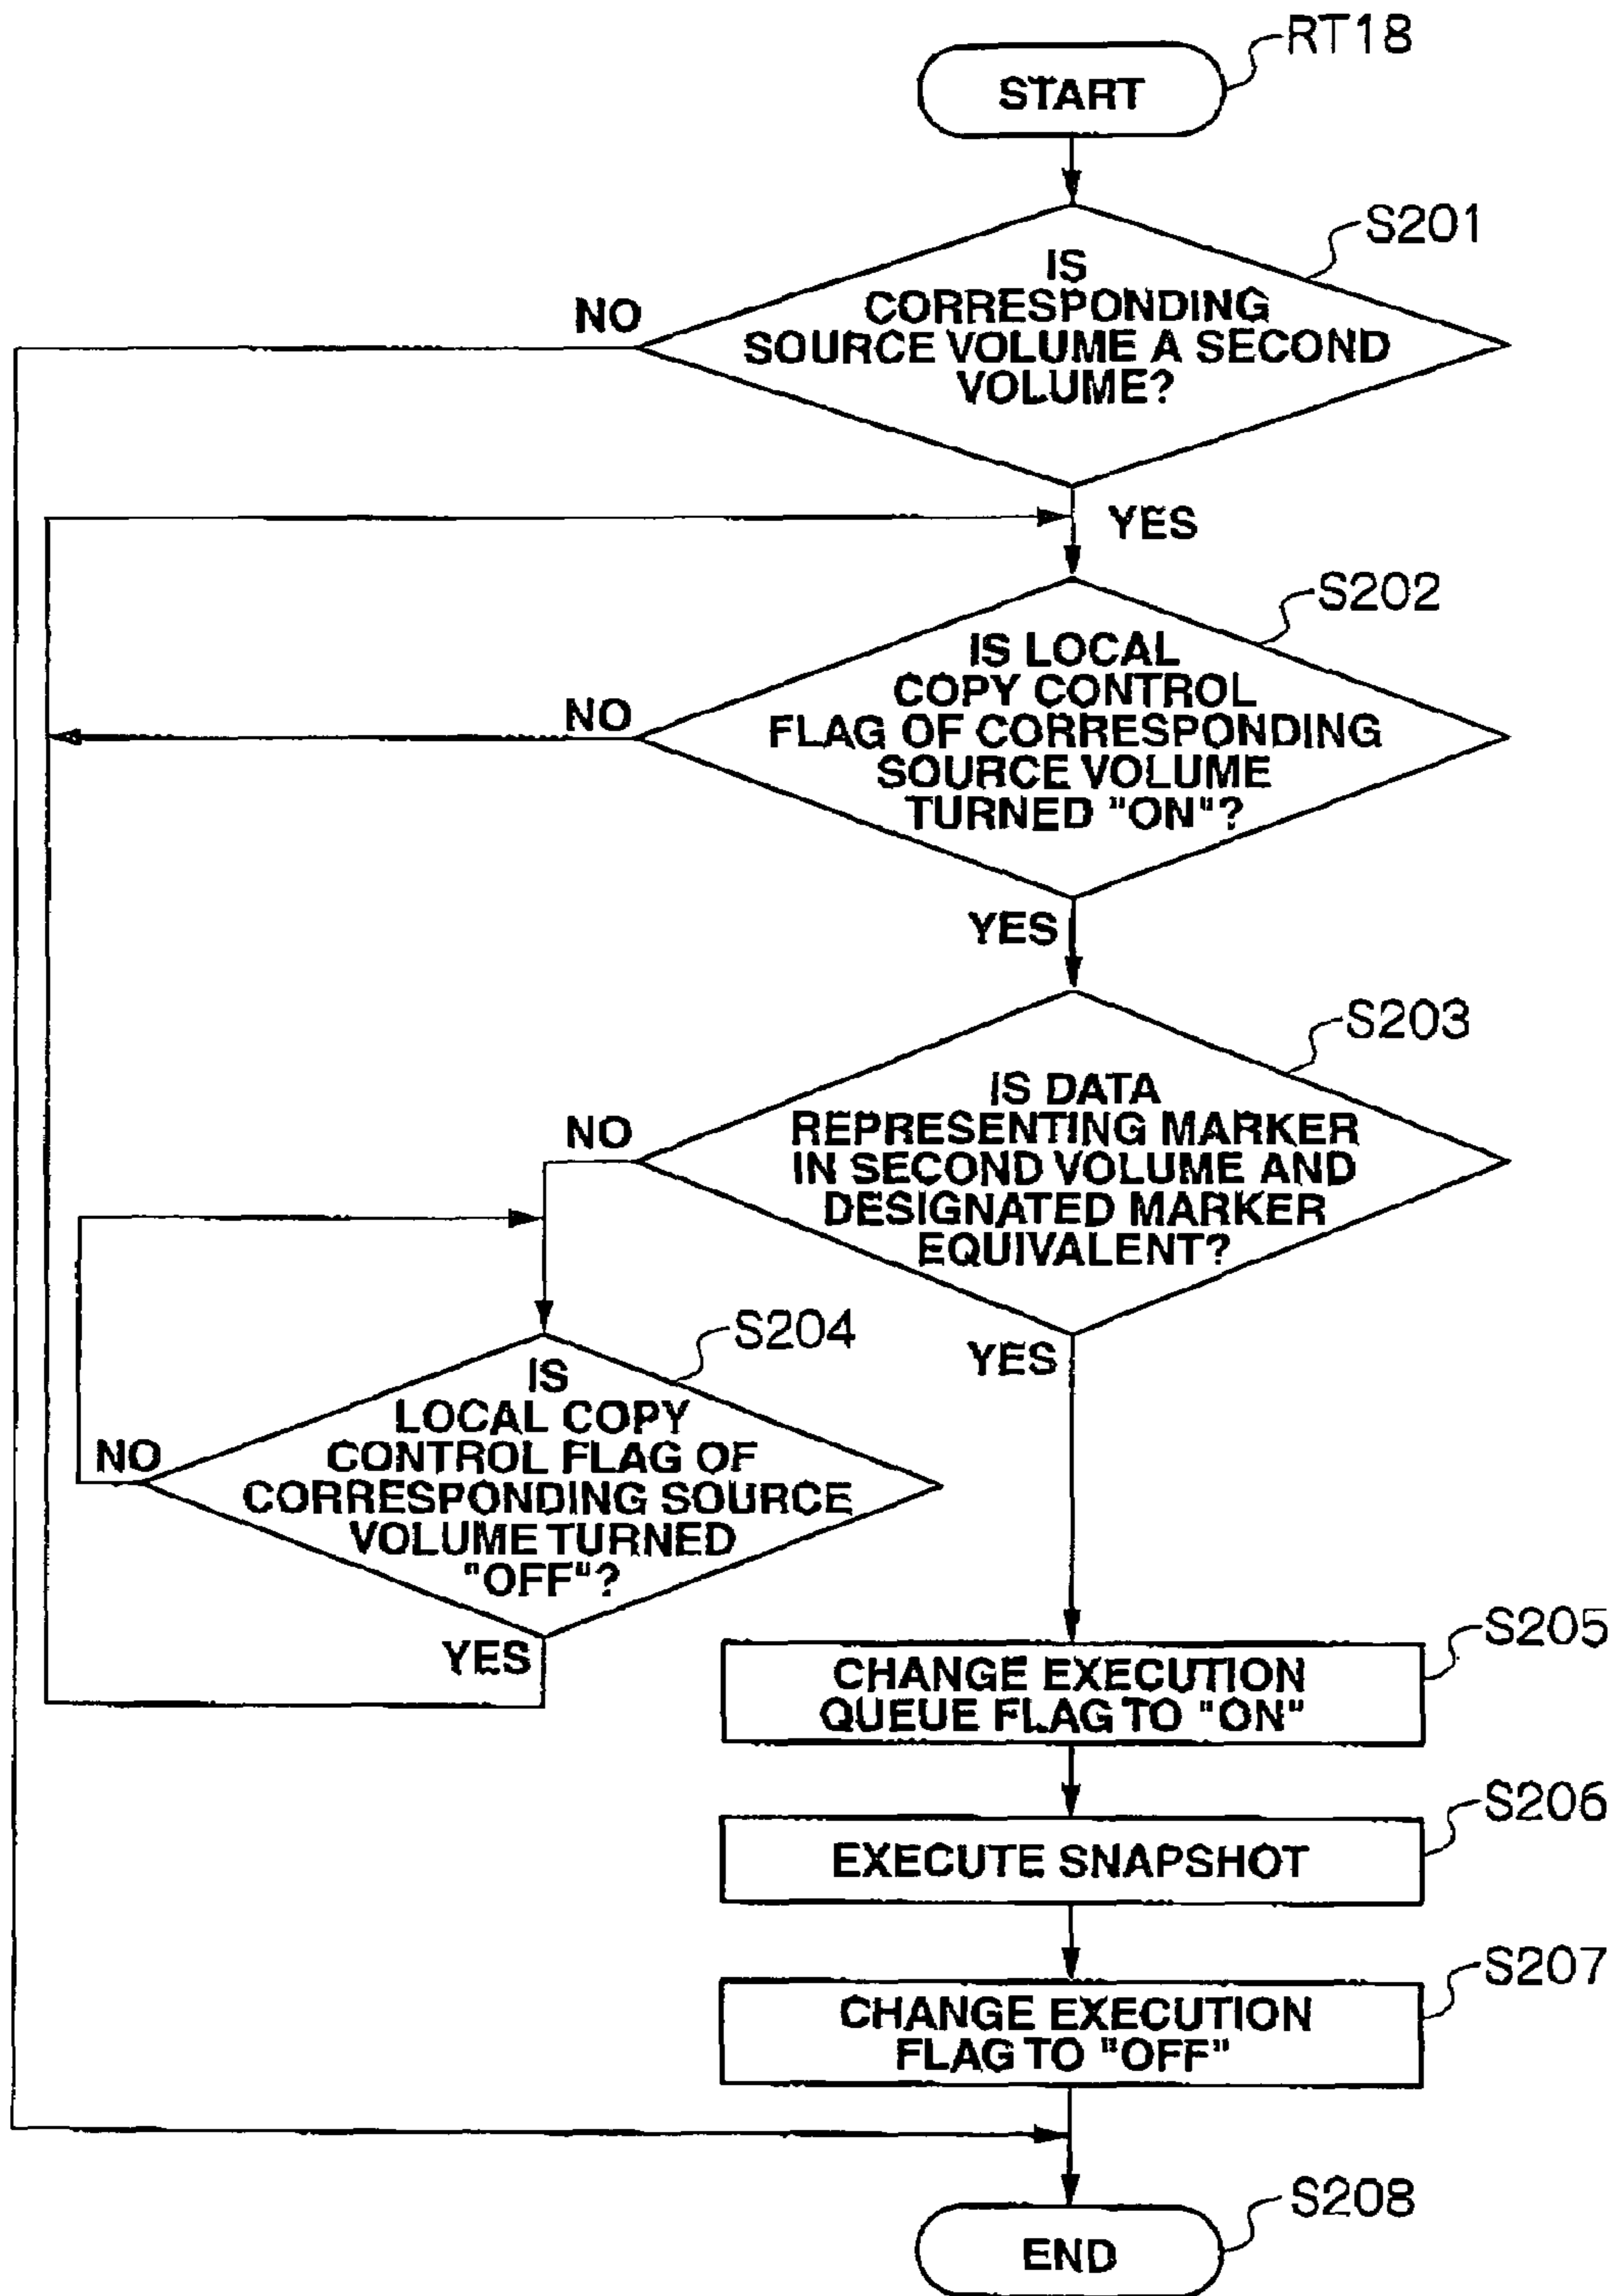 RT18
START
S201
IS
CORRESPONDING
SOURCE VOLUME A SECOND
VOLUME?
NO
YES
S202
IS LOCAL
COPY CONTROL
FLAG OF CORRESPONDING
SOURCE VOLUME
TURNED "ON"?
NO
YES
S203
IS DATA
REPRESENTING MARKER
IN SECOND VOLUME AND
DESIGNATED MARKER
EQUIVALENT?
NO
YES
S204
IS
LOCAL COPY
CONTROL FLAG OF
CORRESPONDING SOURCE
VOLUME TURNED
"OFF"?
NO
YES
S205
CHANGE EXECUTION
QUEUE FLAG TO "ON"
S206
EXECUTE SNAPSHOT
S207
CHANGE EXECUTION
FLAG TO "OFF"
S208
END